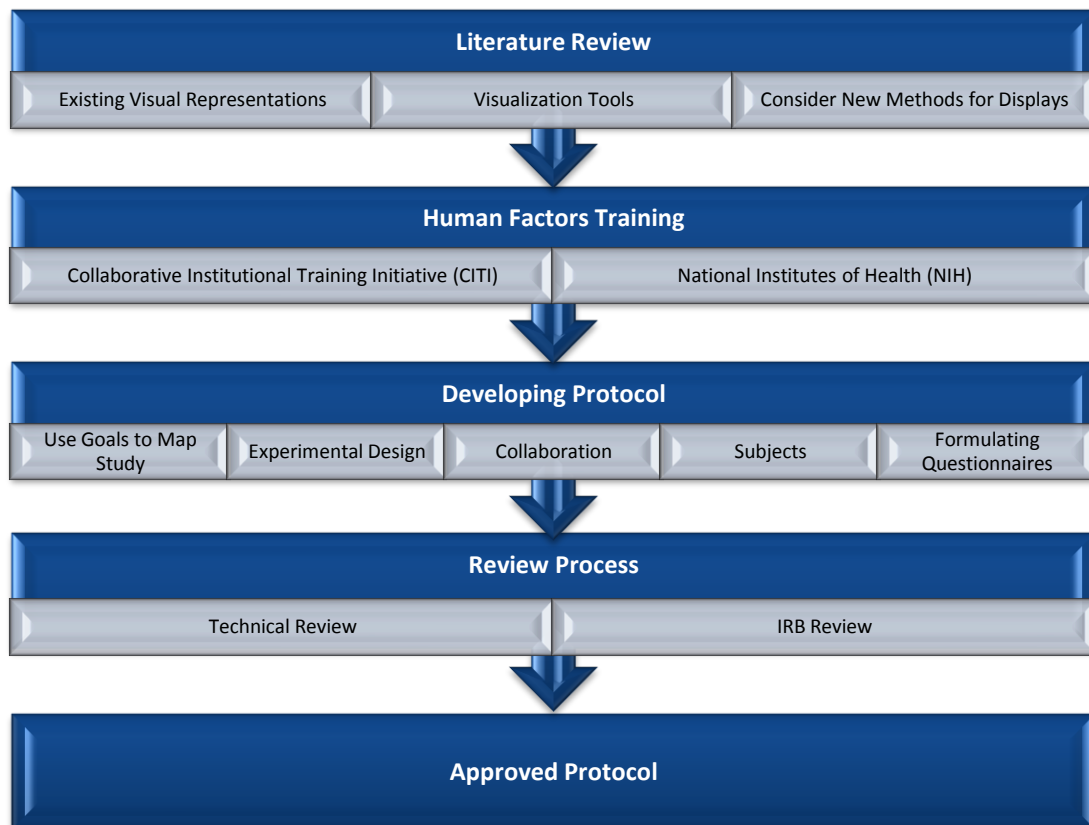 Literature Review
Existing Visual Representations
Visualization Tools
Consider New Methods for Displays
Human Factors Training
Collaborative Institutional Training Initiative (CITI)
National Institutes of Health (NIH)
Developing Protocol
Use Goals to Map
Study
Experimental Design
Collaboration
Subjects
Formulating
Questionnaires
Review Process
Technical Review
IRB Review
Approved Protocol